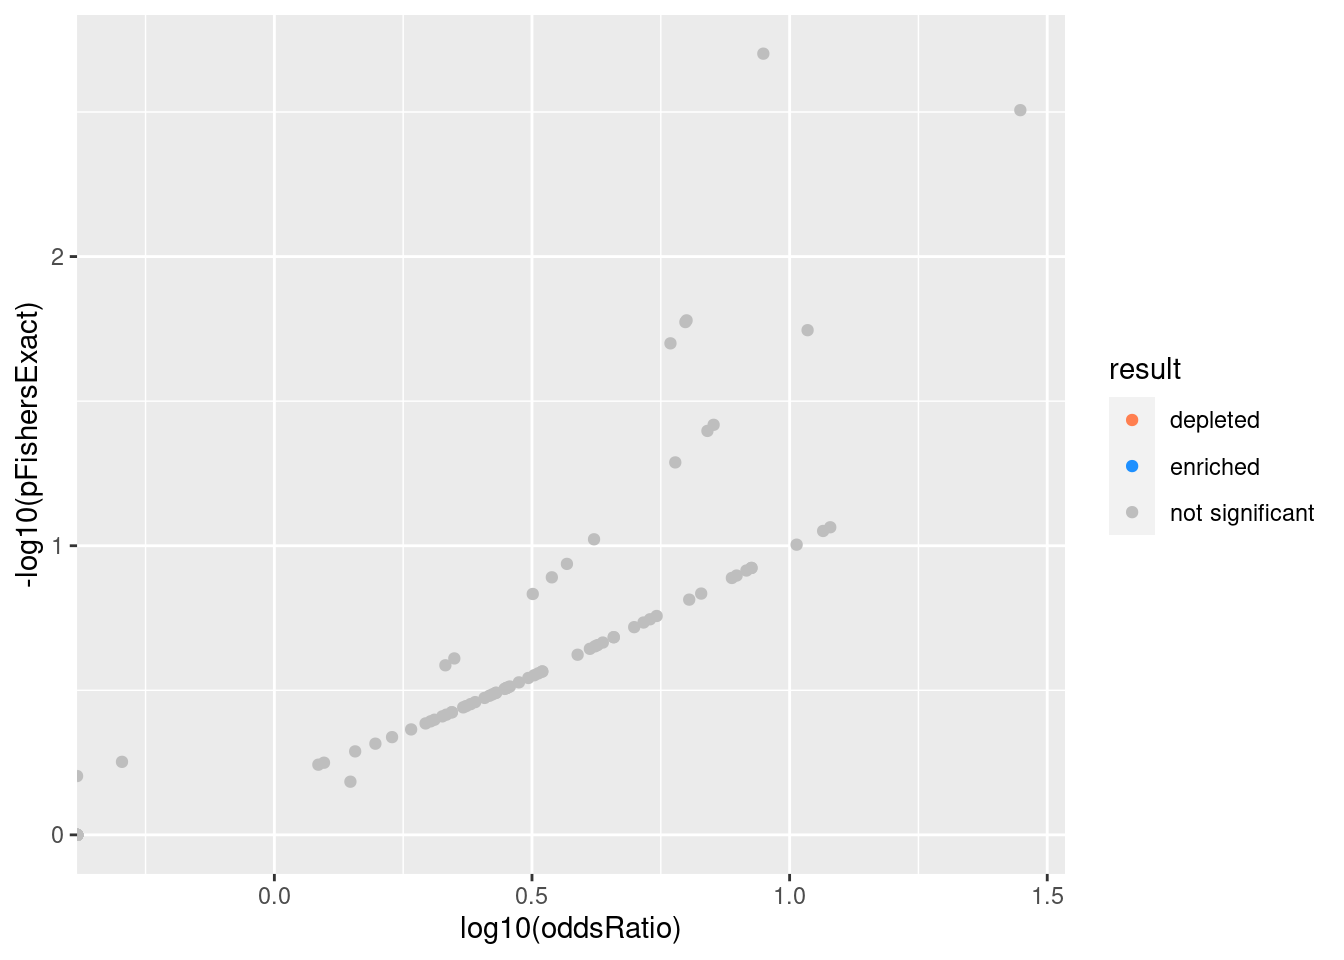 -log10(pFishersExact)
2
1
0
0.0
0.5
1.0
1.5
log10(oddsRatio)
result
depleted
enriched
not significant